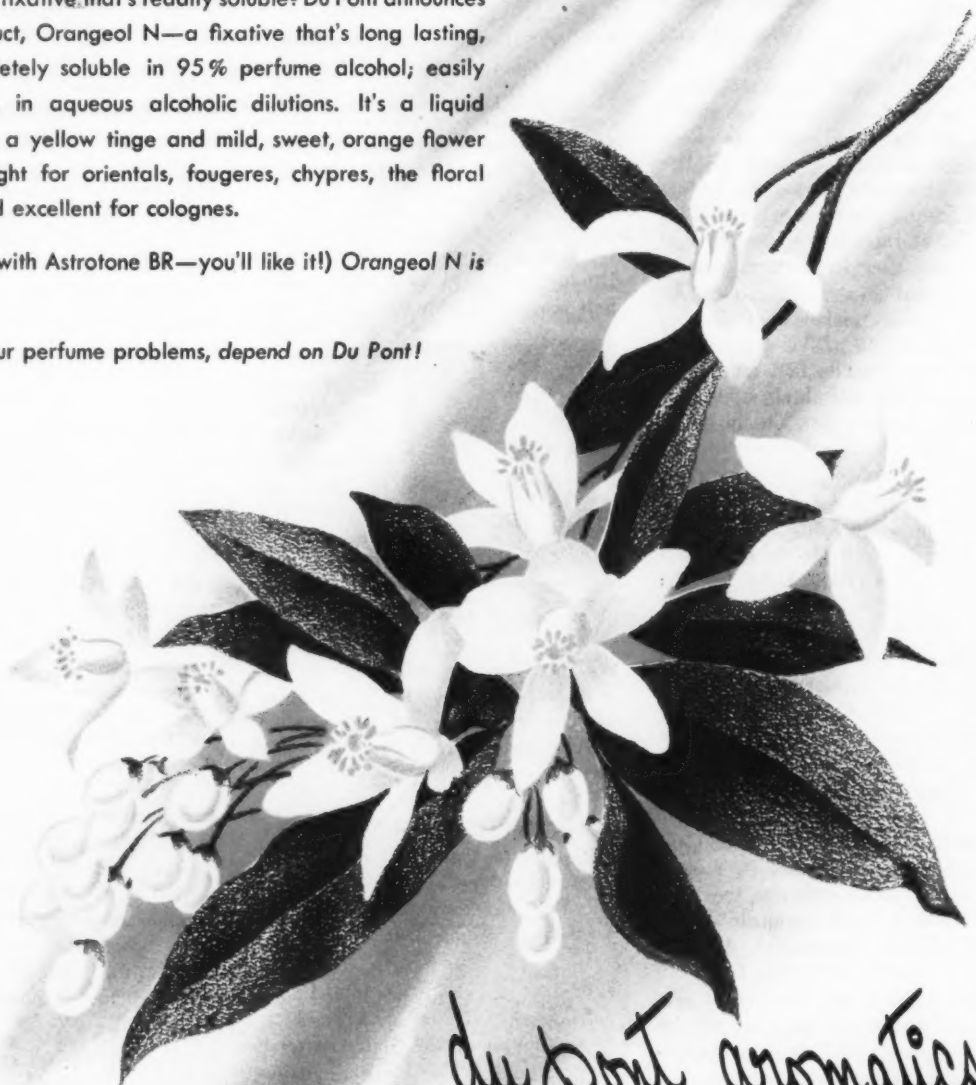 fixative that's readily soluble? Du Pont announces
uct, Orangeol N—a fixative that's long lasting,
etely soluble in 95% perfume alcohol; easily
in aqueous alcoholic dilutions. It's a liquid
a yellow tinge and mild, sweet, orange flower
ght for orientals, fougeres, chypres, the floral
d excellent for colognes.
with Astrotone BR—you'll like it!) Orangeol N is
ur perfume problems, depend on Du Pont!
du pont aromatics